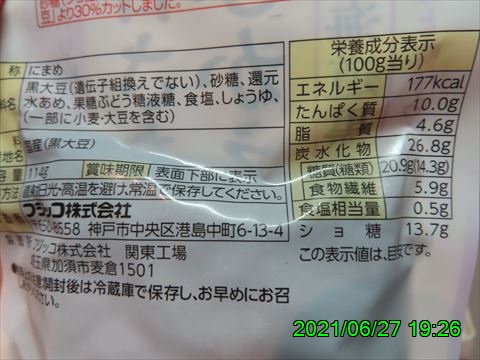 より30%カットしました。
称 にまめ
黒大豆(遺伝子組換えでない)、砂糖、還元
水あめ、果糖ぶどう糖液糖、食塩、しょうゆ、
(一部に小麦・大豆を含む)
国産(黒大豆)
114g 賞味期限 表面下部に表示
直射日光・高温を避け常温で保存してください。
フジッコ株式会社
神戸市中央区港島中町6-13-4
フジッコ株式会社 関東工場
埼玉県加須市麦倉1501
開封後は冷蔵庫で保存し、お早めにお召
しあがりください。
栄養成分表示
(100g当り)
エネルギー 177kcal
たんぱく質 10.0g
脂質 4.6g
炭水化物 26.8g
糖質(糖類) 20.9g(14.3g)
食物繊維 5.9g
食塩相当量 0.5g
ショ糖 13.7g
この表示値は、目安です。
2021/06/27 19:26